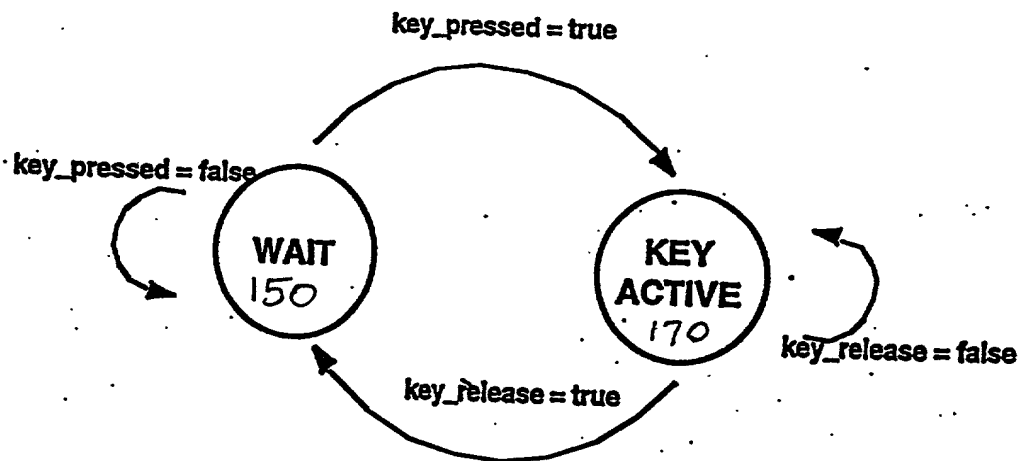 key_pressed = true
key_pressed = false
WAIT
150
KEY
ACTIVE
170
key_release = false
key_release = true